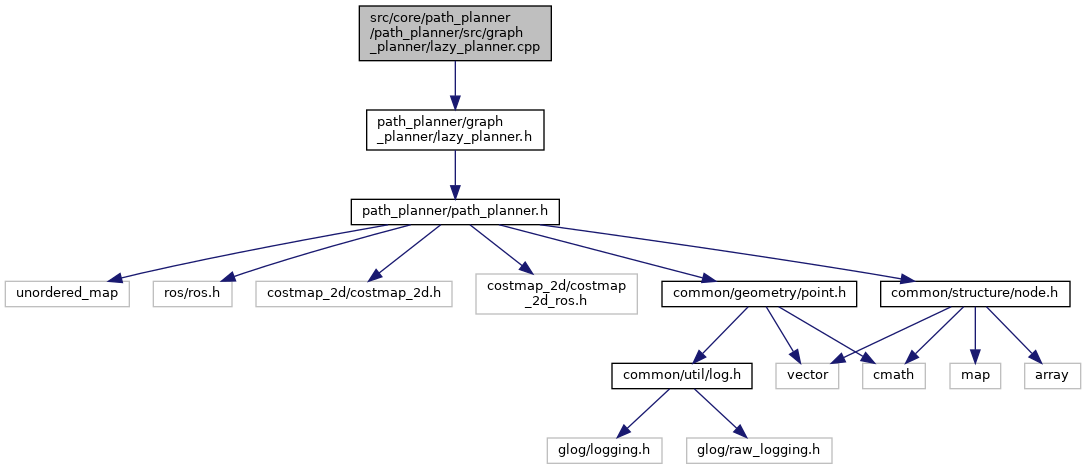 src/core/path_planner
/path_planner/src/graph
_planner/lazy_planner.cpp
path_planner/graph
_planner/lazy_planner.h
path_planner/path_planner.h
unordered_map
ros/ros.h
costmap_2d/costmap_2d.h
costmap_2d/costmap
_2d_ros.h
common/geometry/point.h
common/structure/node.h
common/util/log.h
vector
cmath
map
array
glog/logging.h
glog/raw_logging.h